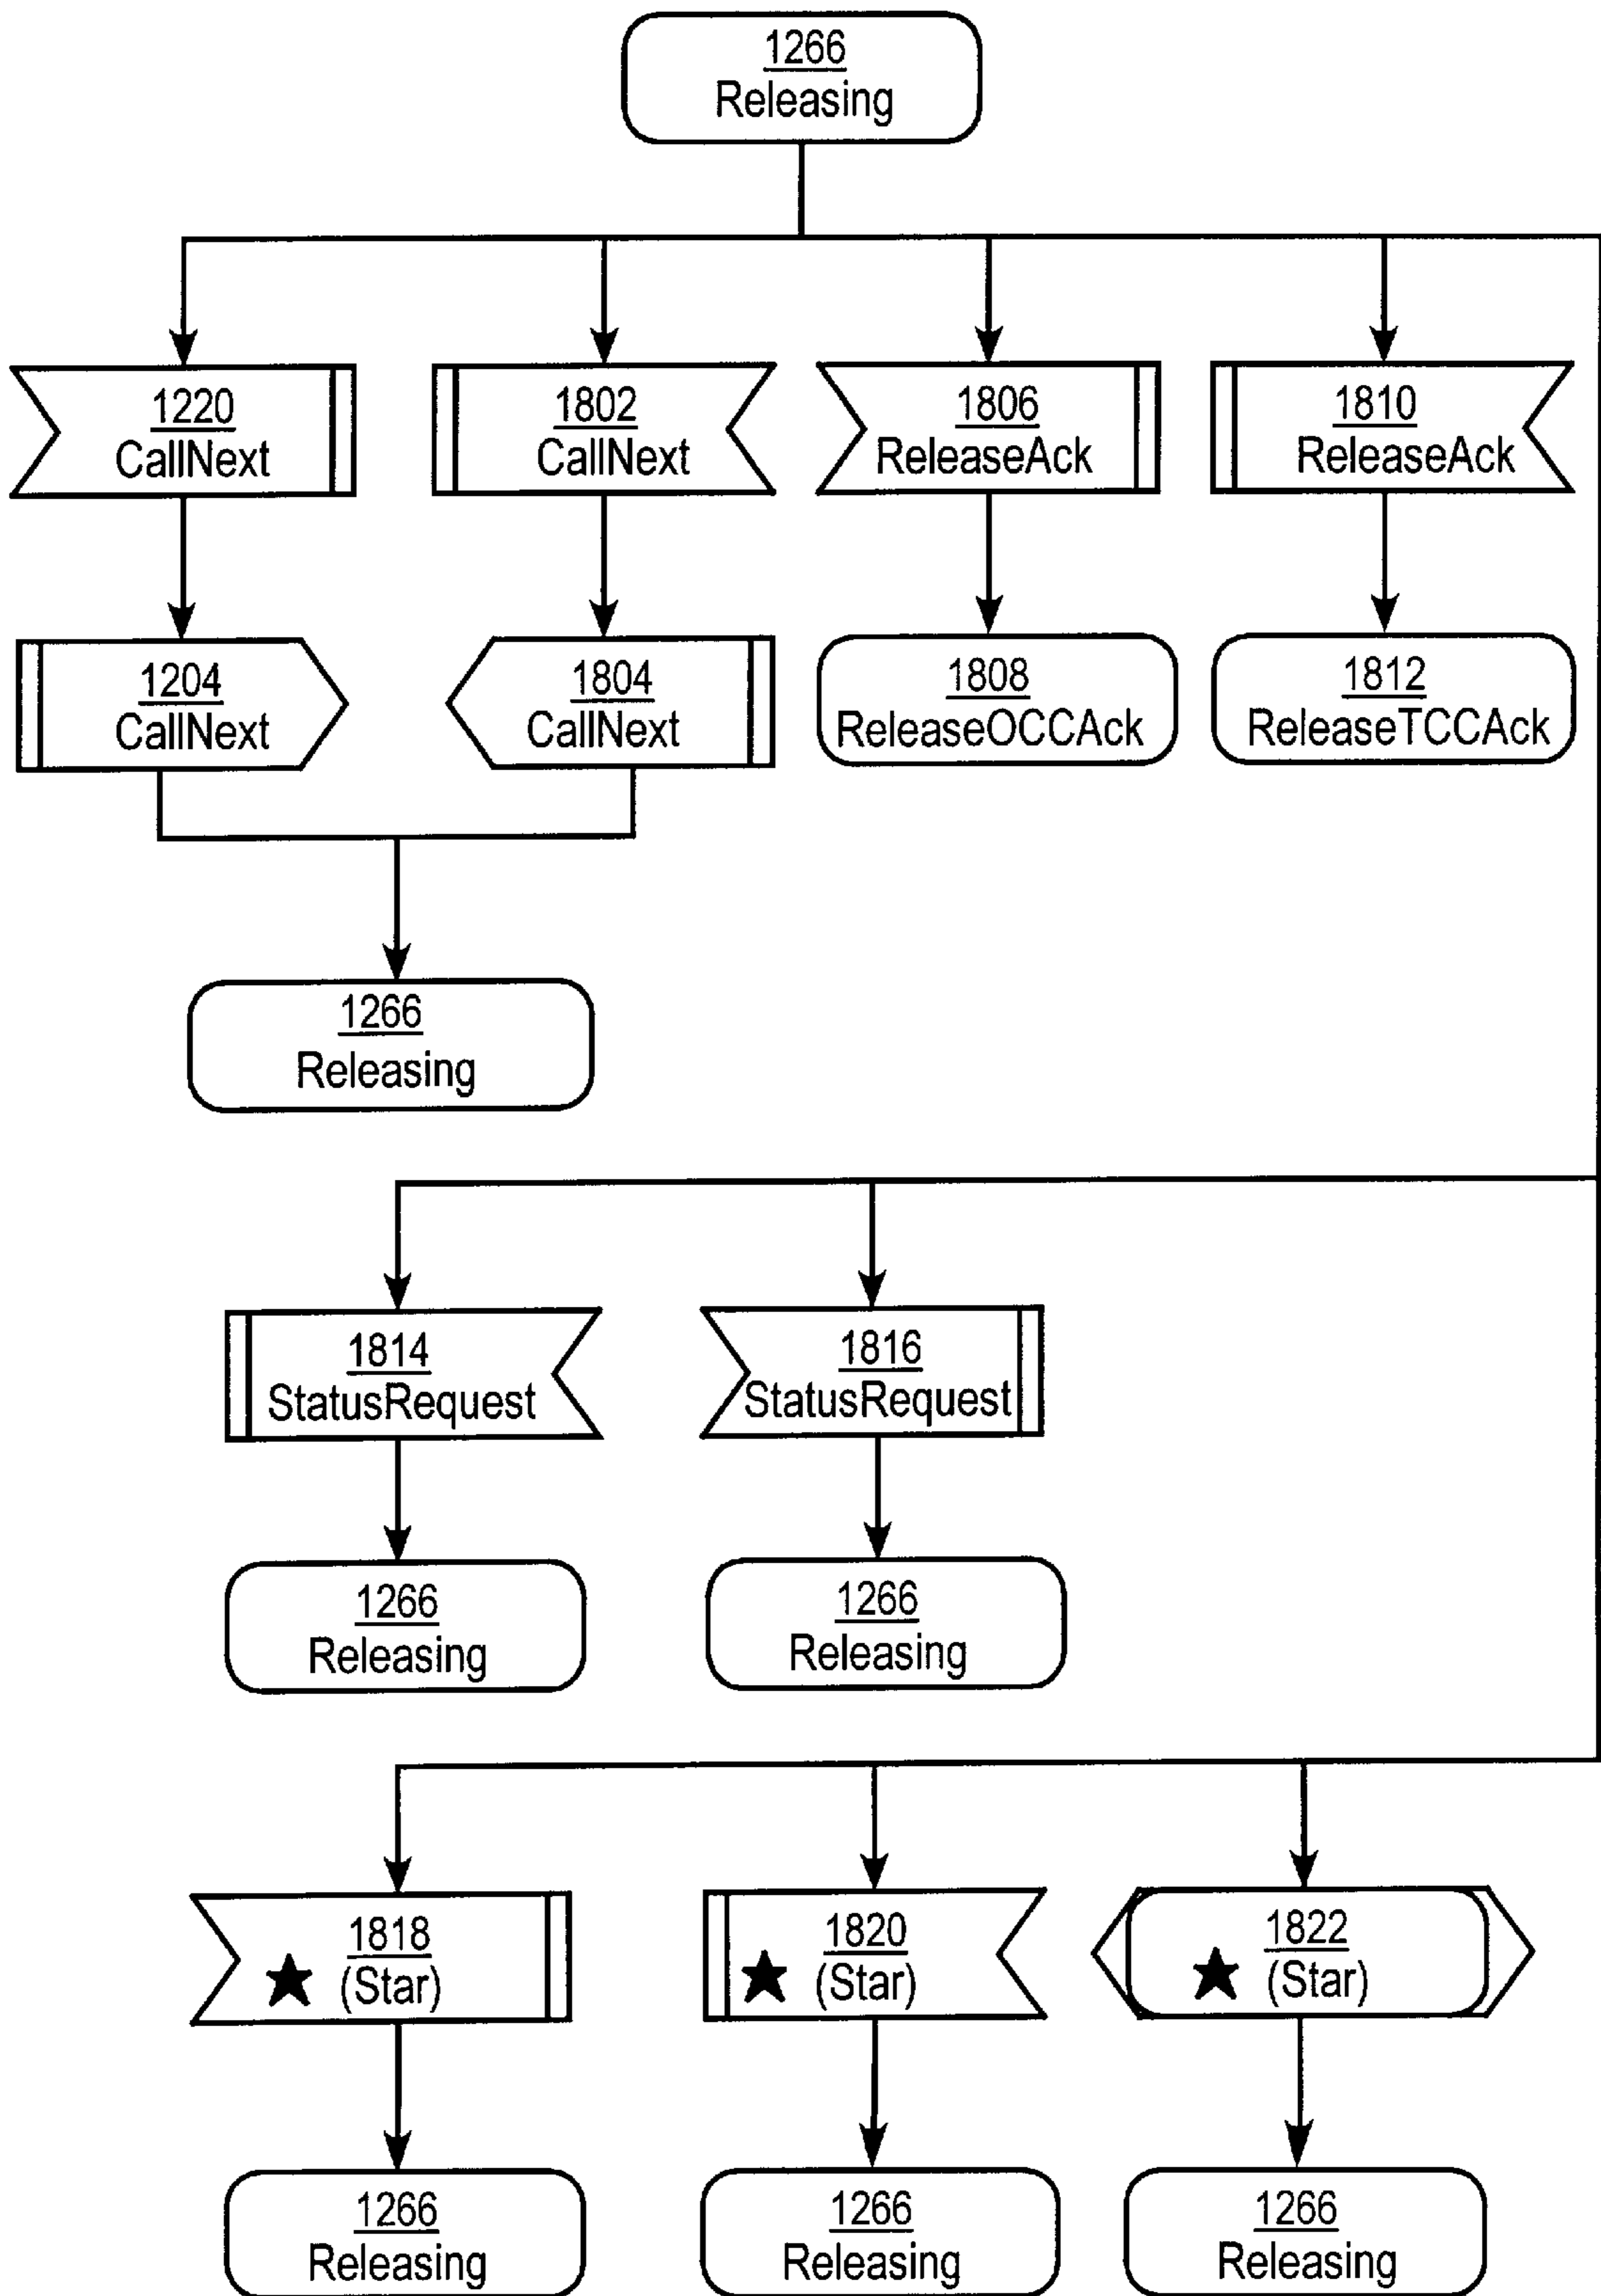 1266
Releasing
1220
CallNext
1802
CallNext
1806
ReleaseAck
1810
ReleaseAck
1204
CallNext
1804
CallNext
1808
ReleaseOCCAck
1812
ReleaseTCCAck
1266
Releasing
1814
StatusRequest
1816
StatusRequest
1266
Releasing
1266
Releasing
1818
★ (Star)
1820
★ (Star)
1822
★ (Star)
1266
Releasing
1266
Releasing
1266
Releasing